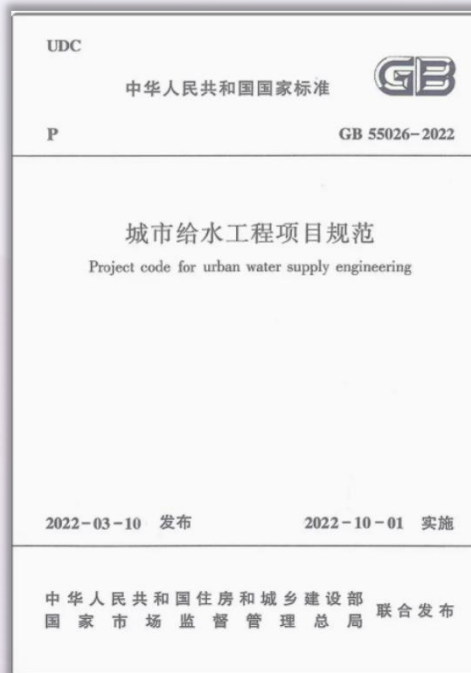 UDC
中华人民共和国国家标准
GB
P
GB 55026-2022
城市给水工程项目规范
Project code for urban water supply engineering
2022-03-10 发布
2022-10-01 实施
中华人民共和国住房和城乡建设部
国家市场监督管理总局
联合发布